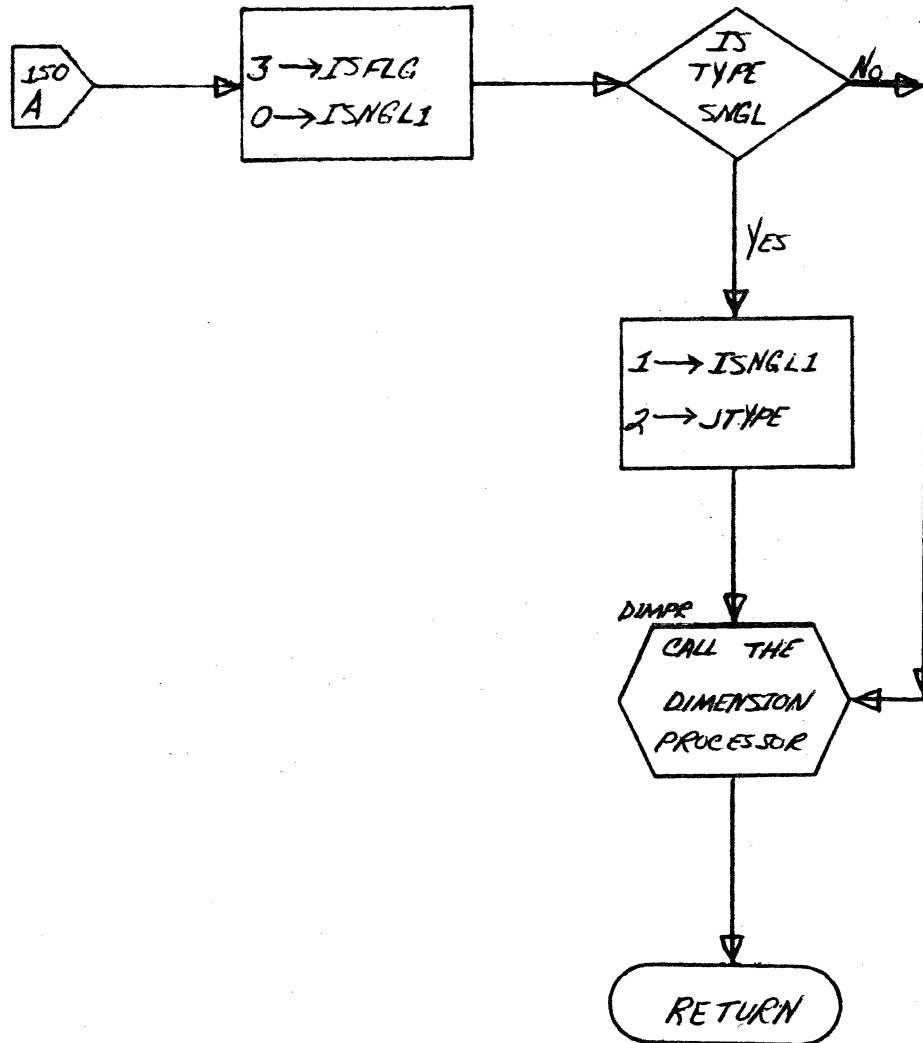 150
A
3 → ISFLG
0 → ISNGL1
IS
TYPE
SNGL
NO
YES
1 → ISNGL1
2 → JTYPE
DIMPR
CALL THE
DIMENSION
PROCESSOR
RETURN